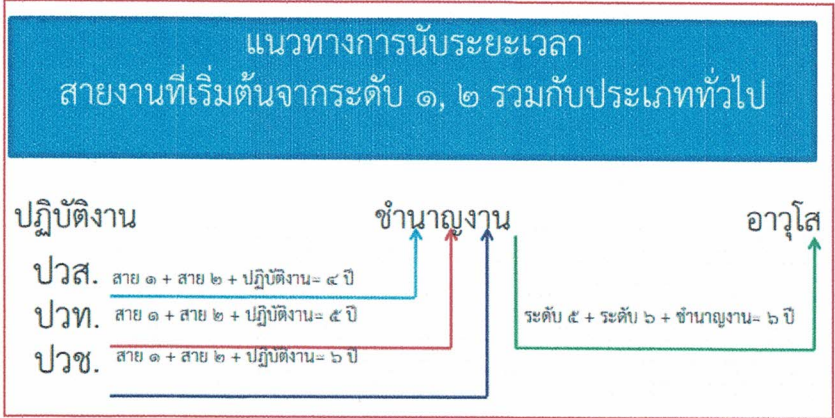 แนวทางการนับระยะเวลา
สายงานที่เริ่มต้นจากระดับ ๑, ๒ รวมกับประเภททั่วไป
ปฏิบัติงาน ชำนาญงาน อาวุโส
ปวส. สาย ๑ + สาย ๒ + ปฏิบัติงาน= ๔ ปี
ปวท. สาย ๑ + สาย ๒ + ปฏิบัติงาน= ๕ ปี
ระดับ ๕ + ระดับ ๖ + ชำนาญงาน= ๖ ปี
ปวช. สาย ๑ + สาย ๒ + ปฏิบัติงาน= ๖ ปี